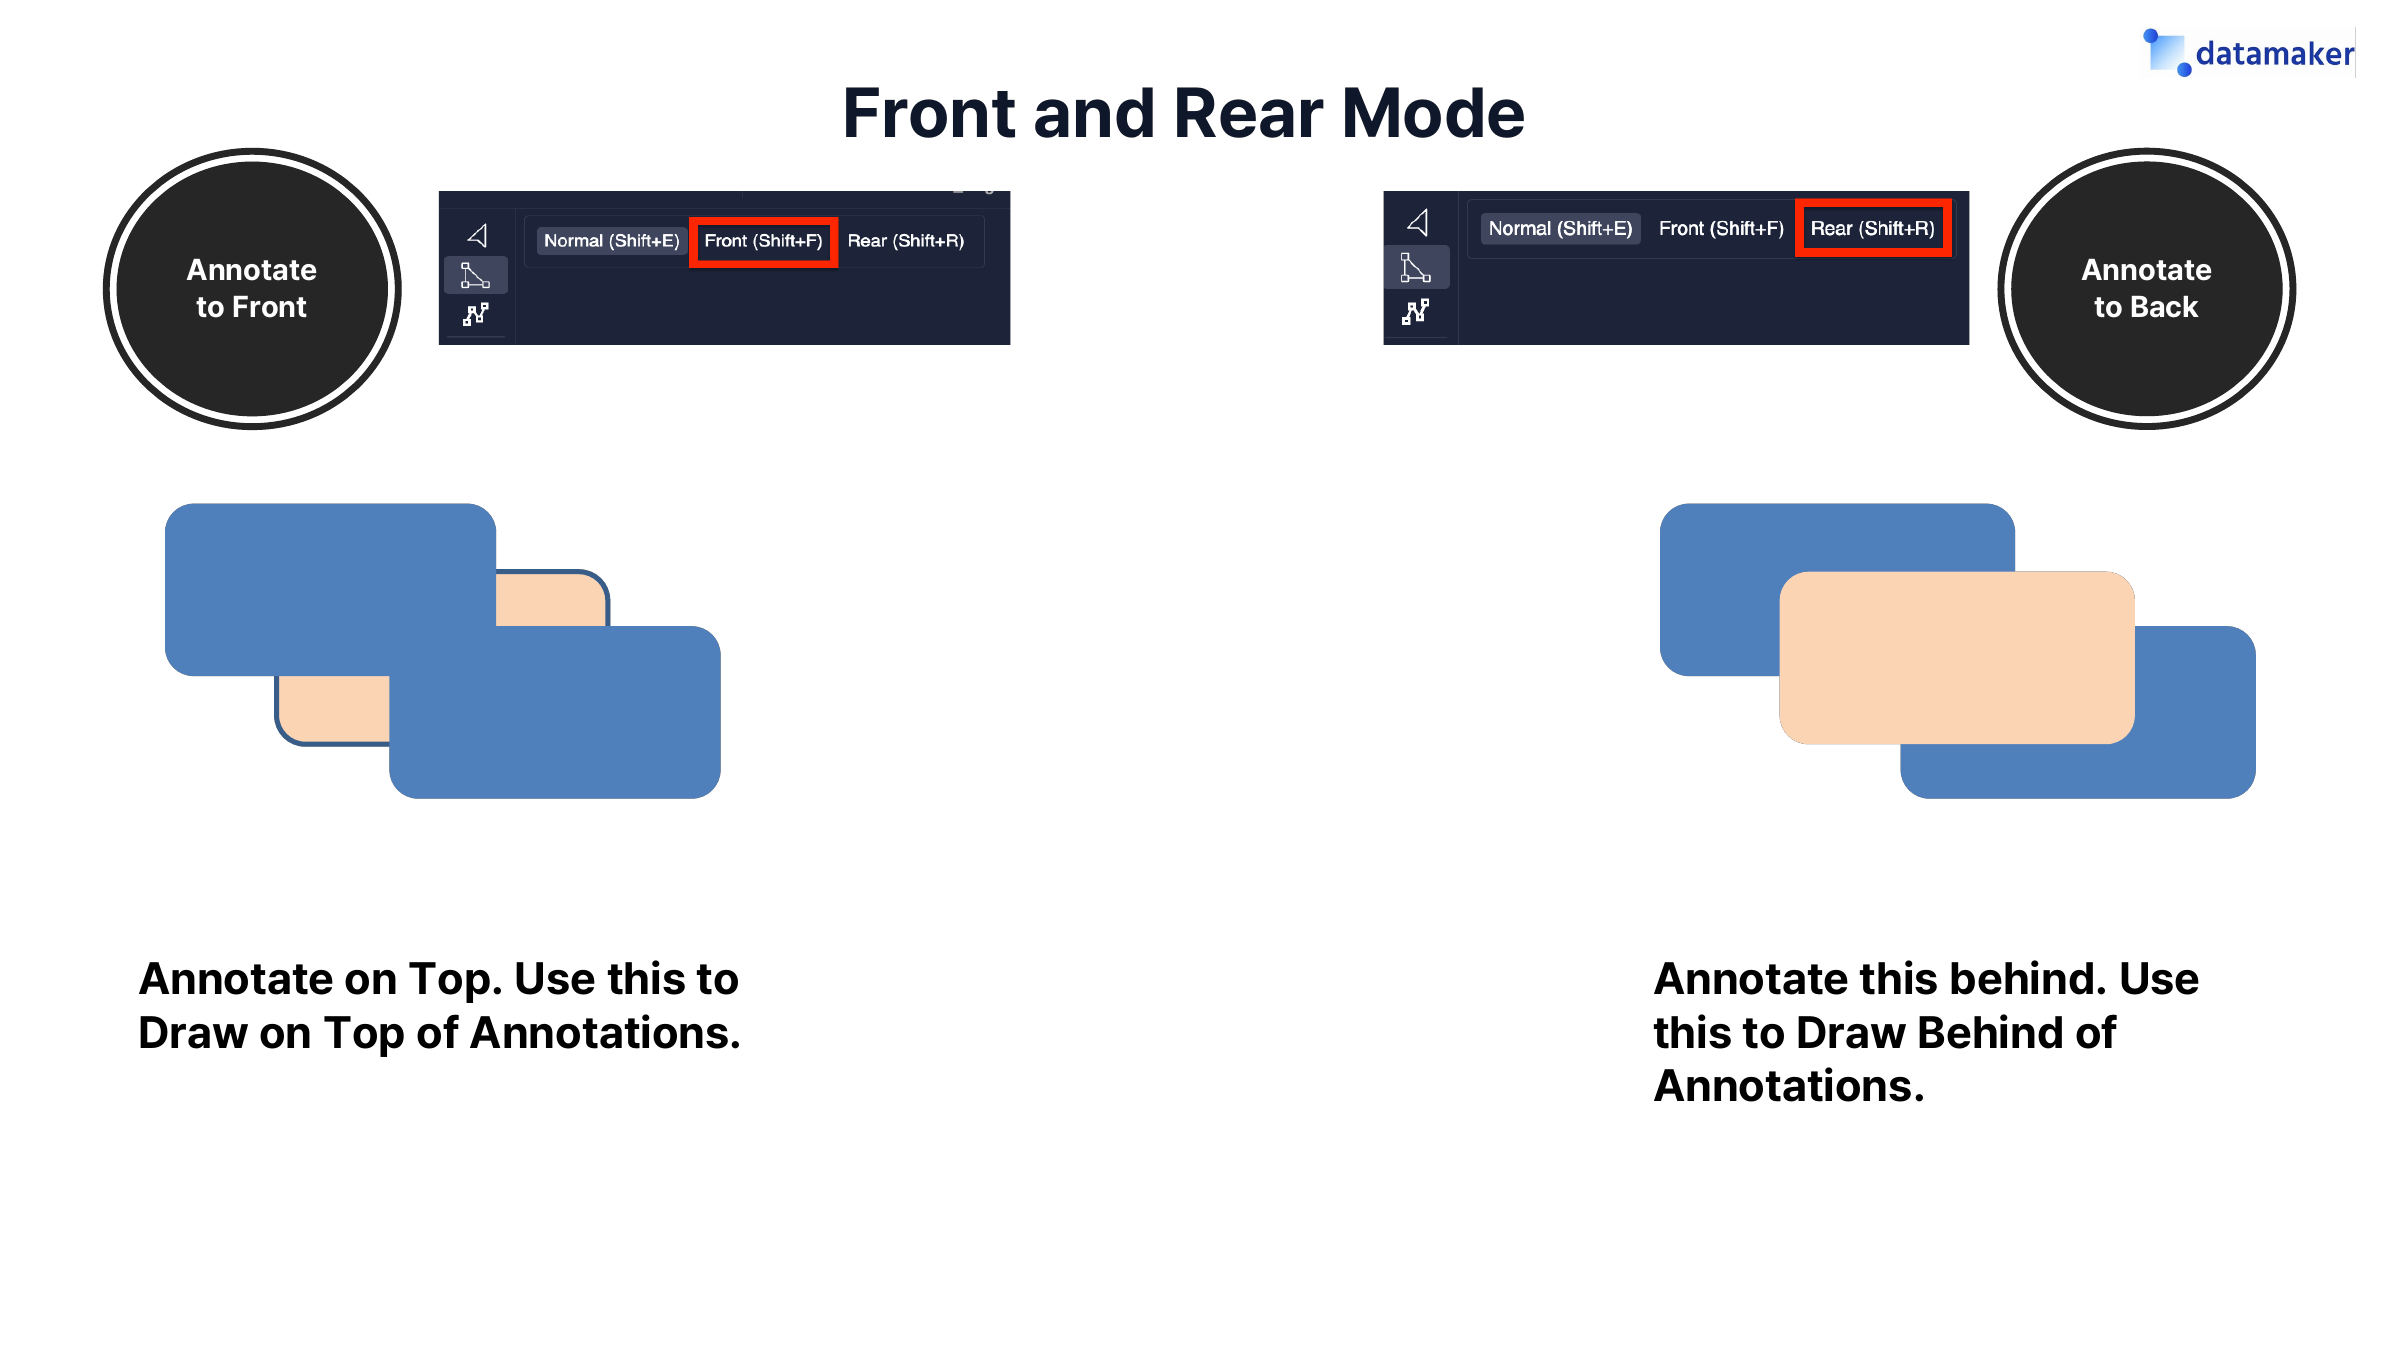 datamaker
Front and Rear Mode
Annotate
to Front
Normal (Shift+E) Front (Shift+F) Rear (Shift+R)
Normal (Shift+E) Front (Shift+F) Rear (Shift+R)
Annotate
to Back
Annotate on Top. Use this to
Draw on Top of Annotations.
Annotate this behind. Use
this to Draw Behind of
Annotations.